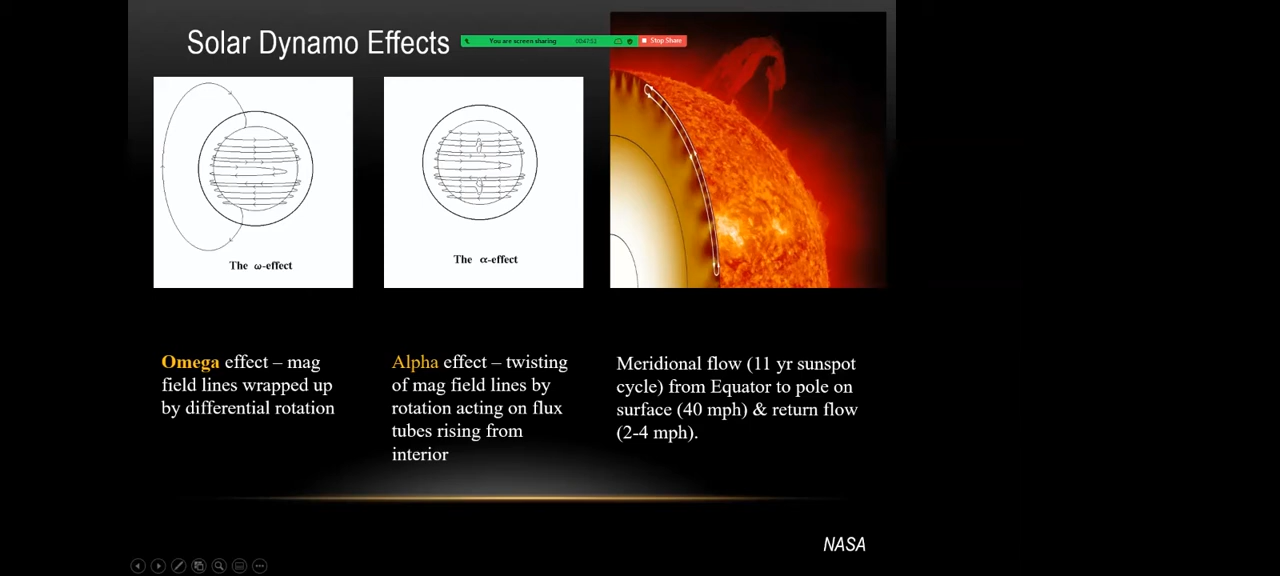 Solar Dynamo Effects
You are screen sharing
00:47:52
Stop Share
The ω-effect
The α-effect
Omega effect – mag
field lines wrapped up
by differential rotation
Alpha effect – twisting
of mag field lines by
rotation acting on flux
tubes rising from
interior
Meridional flow (11 yr sunspot
cycle) from Equator to pole on
surface (40 mph) & return flow
(2-4 mph).
NASA